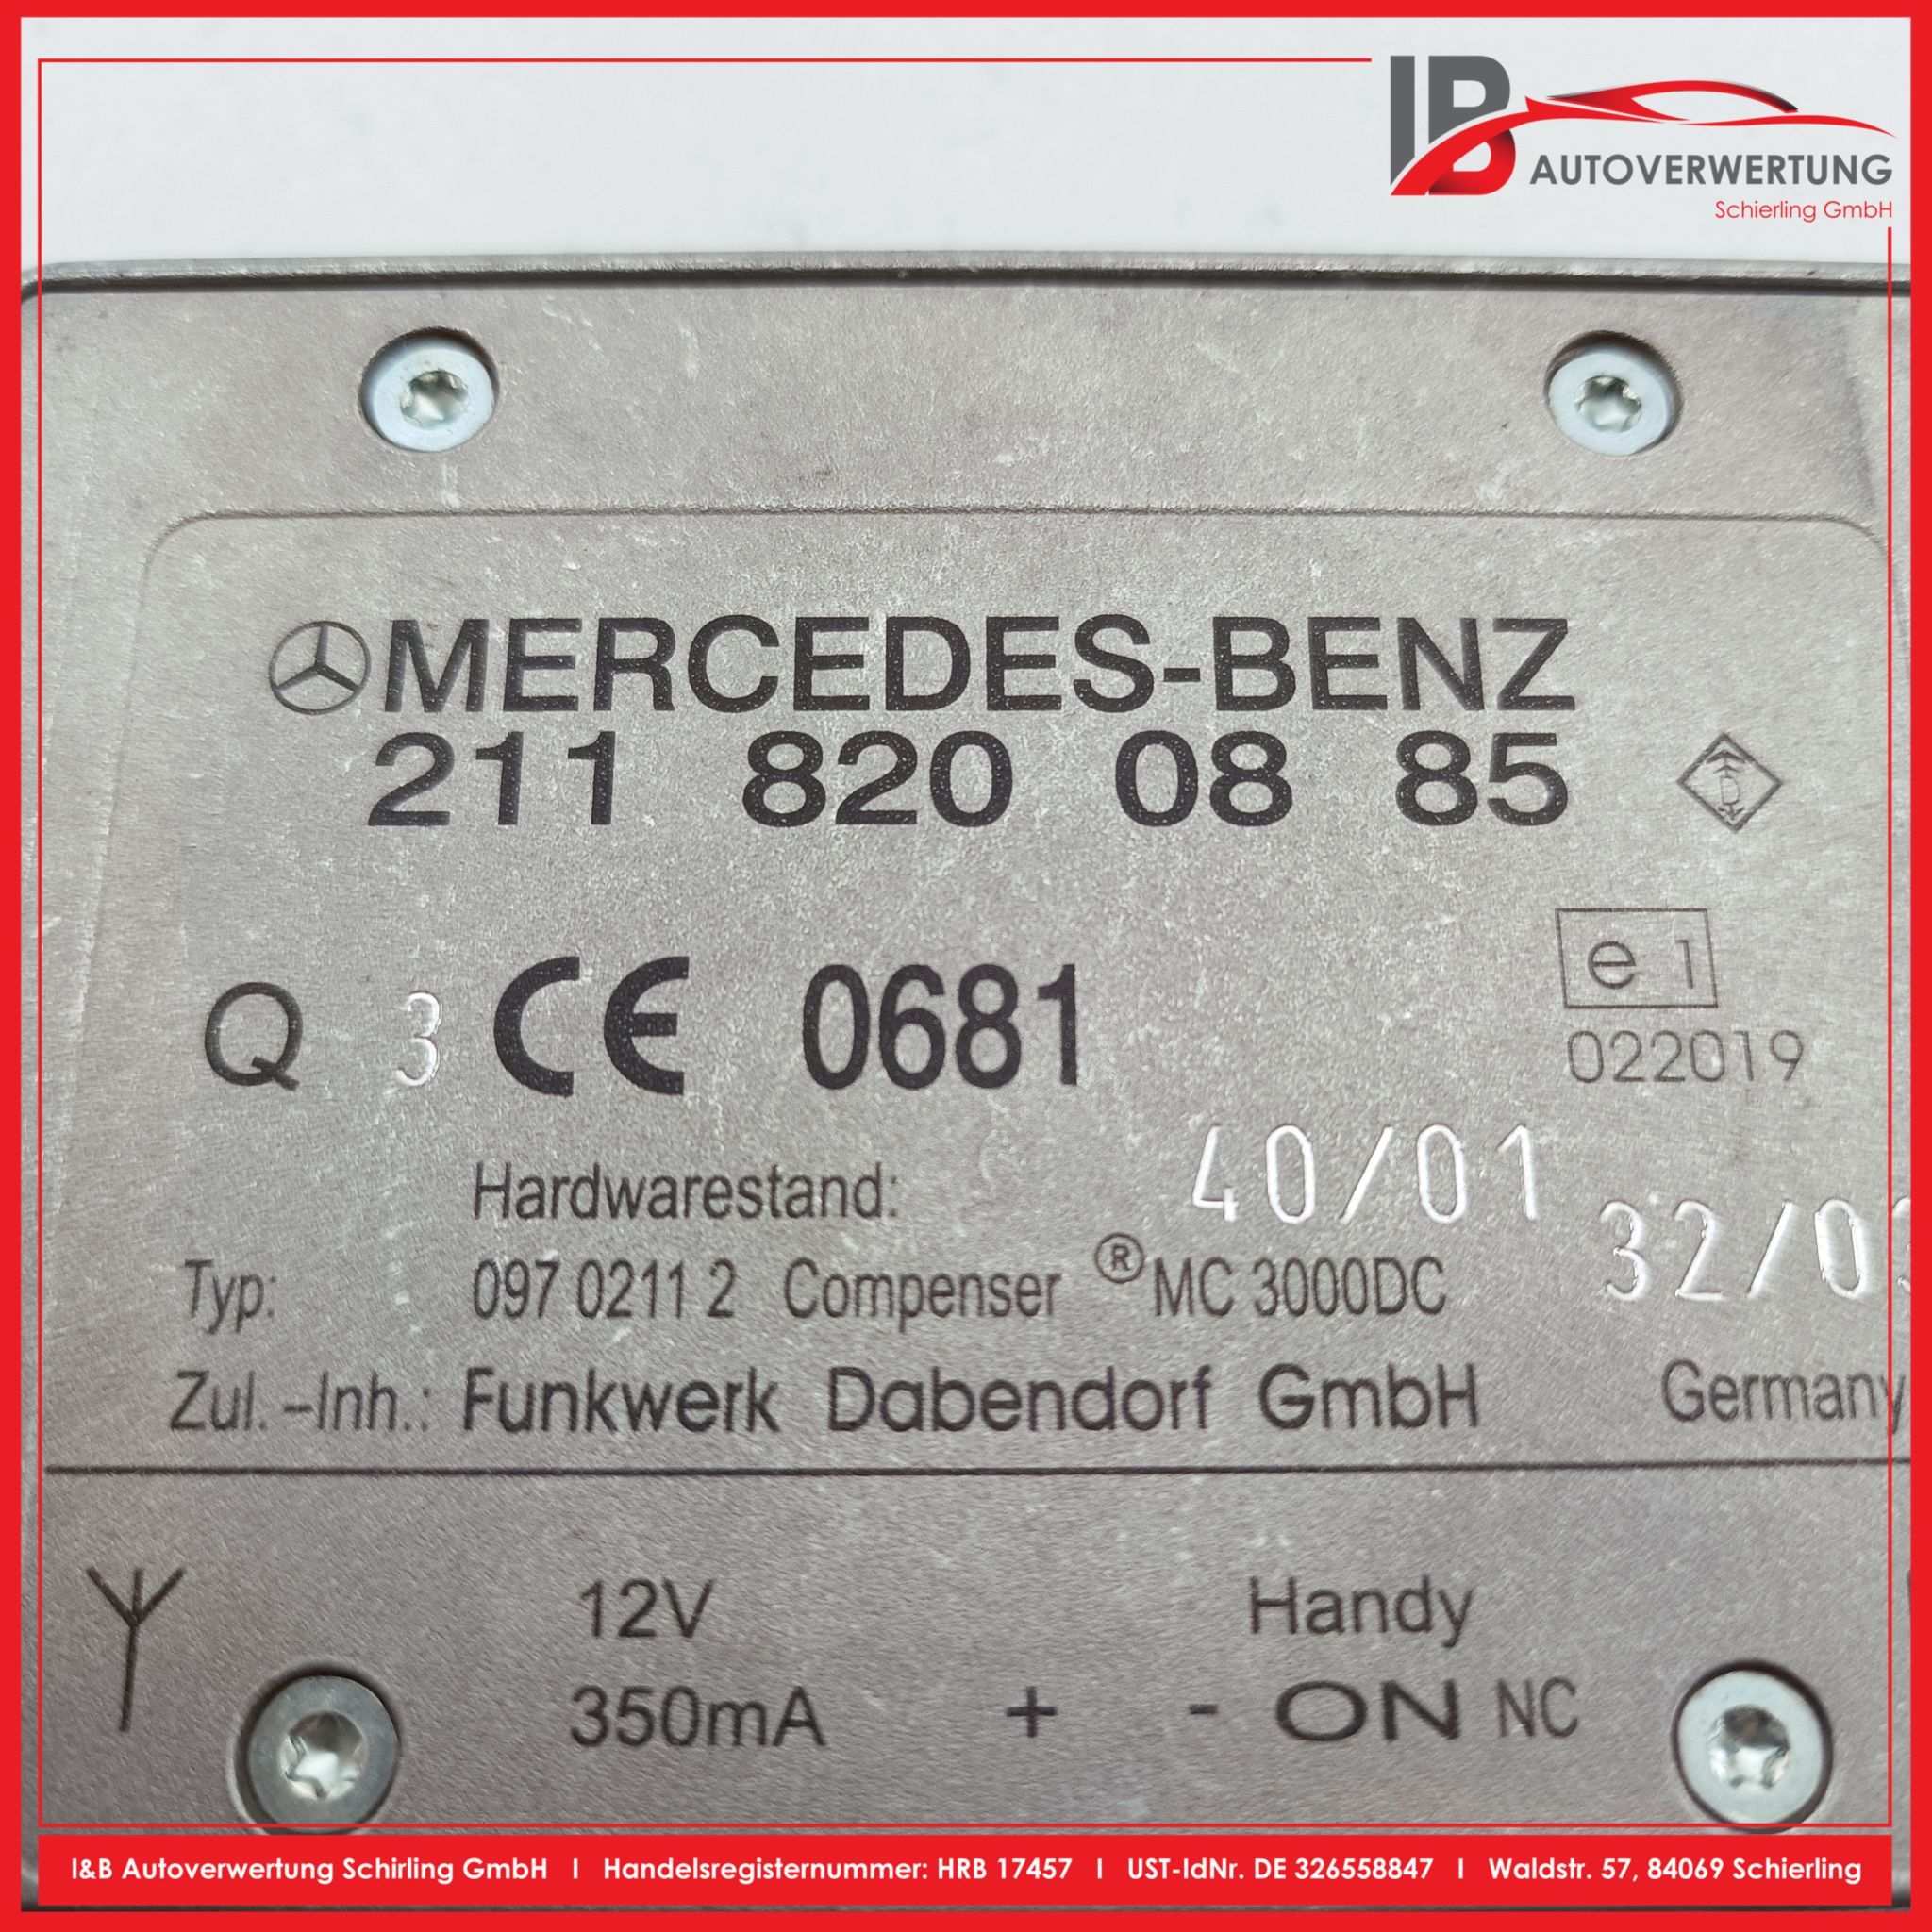 IB AUTOVERWERTUNG
Schierling GmbH
MERCEDES-BENZ
211 820 08 85
e 1
Q 3 CE 0681
022019
Hardwarestand: 40/01
32/0
Typ: 097 0211 2 Compenser ® MC 3000DC
Zul.-Inh.: Funkwerk Dabendorf GmbH Germany
12V Handy
350mA + - ON NC
I&B Autoverwertung Schirling GmbH I Handelsregisternummer: HRB 17457 I UST-IdNr. DE 326558847 I Waldstr. 57, 84069 Schierling